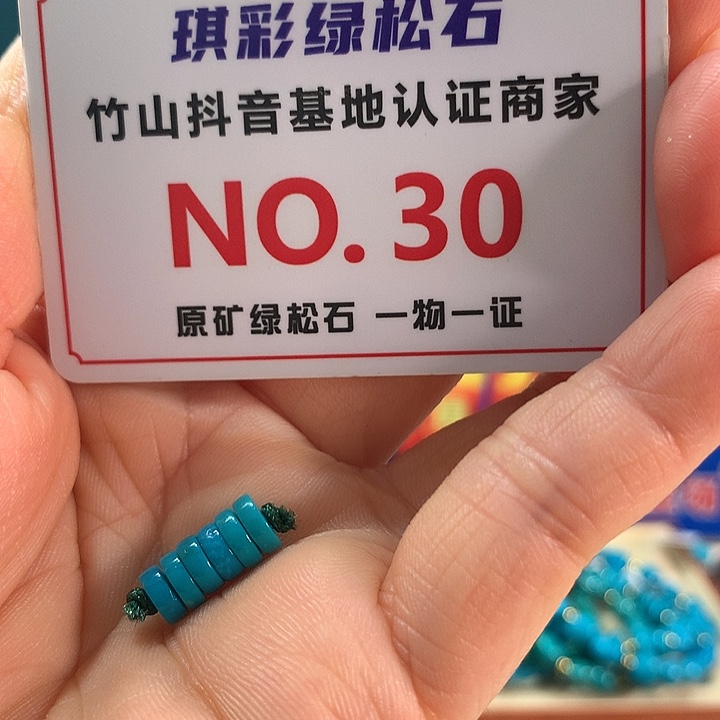 琪彩绿松石
竹山抖音基地认证商家
NO. 30
原矿绿松石 一物一证